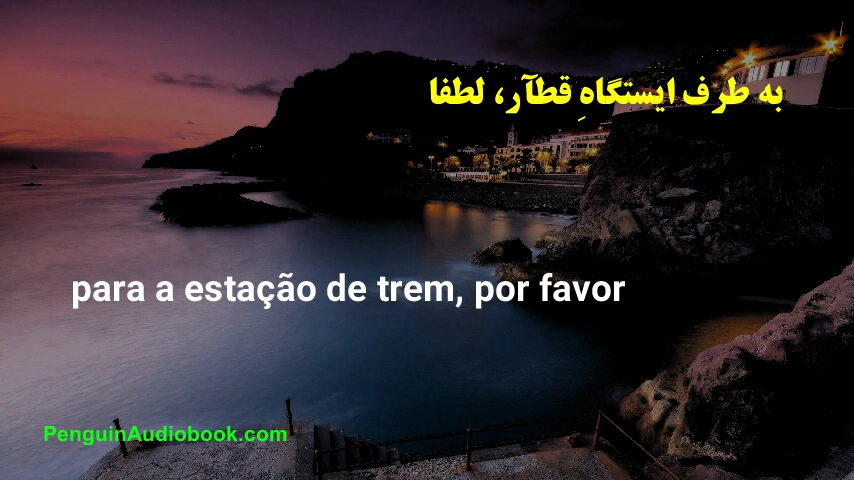 به طرف ایستگاهِ قطآر، لطفا
para a estação de trem, por favor
PenguinAudiobook.com